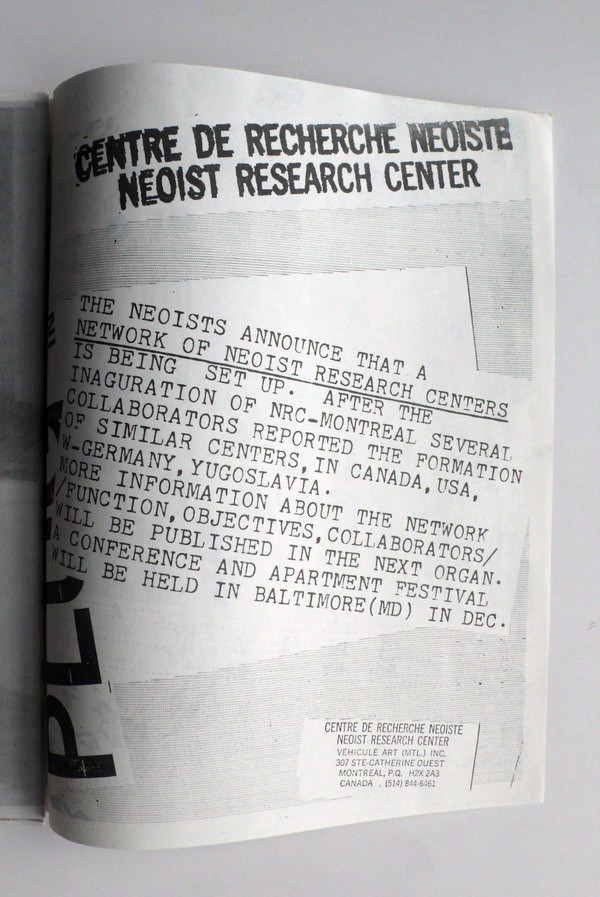 CENTRE DE RECHERCHE NEOISTE
NEOIST RESEARCH CENTER
THE NEOISTS ANNOUNCE THAT A
NETWORK OF NEOIST RESEARCH CENTERS
IS BEING SET UP. AFTER THE
INAGURATION OF NRC-MONTREAL SEVERAL
COLLABORATORS REPORTED THE FORMATION
OF SIMILAR CENTERS, IN CANADA, USA,
W-GERMANY, YUGOSLAVIA.
MORE INFORMATION ABOUT THE NETWORK
/FUNCTION, OBJECTIVES, COLLABORATORS/
WILL BE PUBLISHED IN THE NEXT ORGAN.
A CONFERENCE AND APARTMENT FESTIVAL
WILL BE HELD IN BALTIMORE(MD) IN DEC.
CENTRE DE RECHERCHE NEOISTE
NEOIST RESEARCH CENTER
VEHICULE ART (MTL.) INC.
307 STE-CATHERINE OUEST
MONTREAL, P.Q. H2X 2A3
CANADA . (514) 844-6461